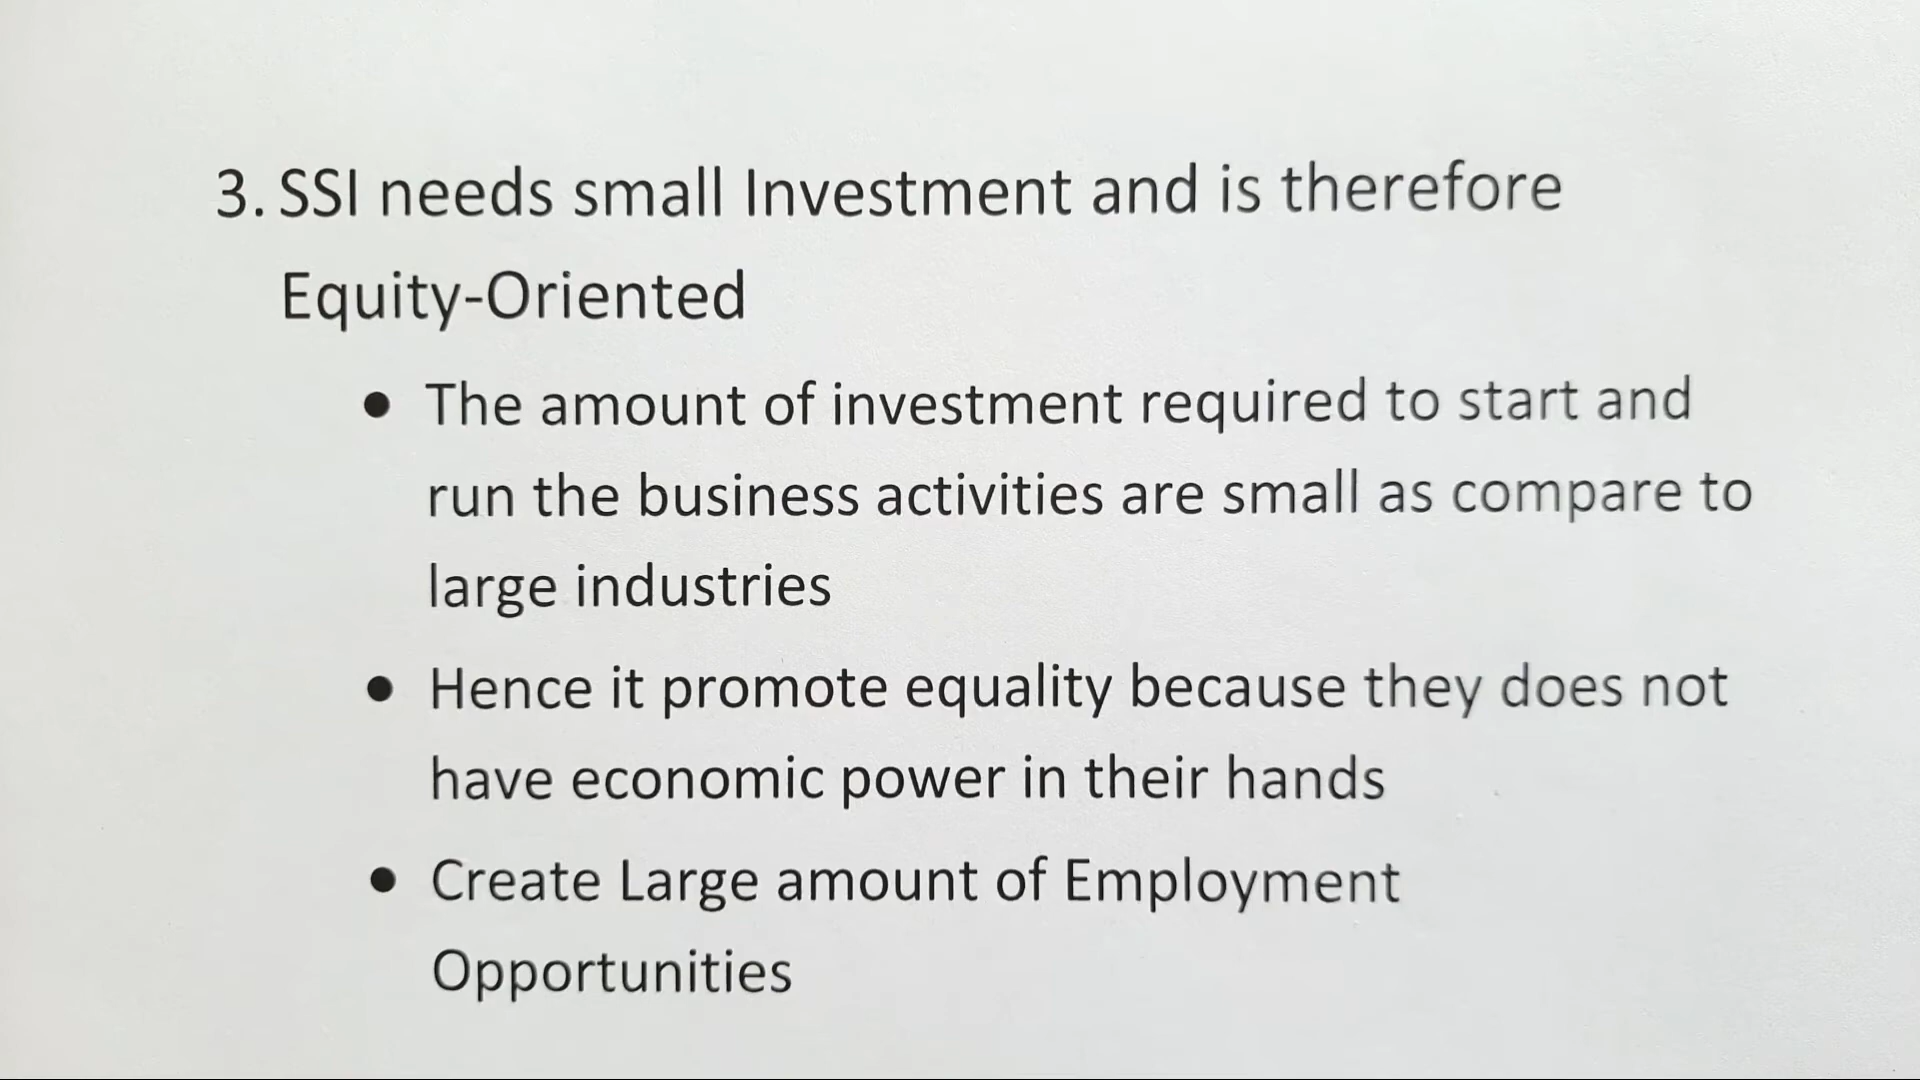 3. SSI needs small Investment and is therefore
Equity-Oriented
● The amount of investment required to start and
run the business activities are small as compare to
large industries
● Hence it promote equality because they does not
have economic power in their hands
● Create Large amount of Employment
Opportunities